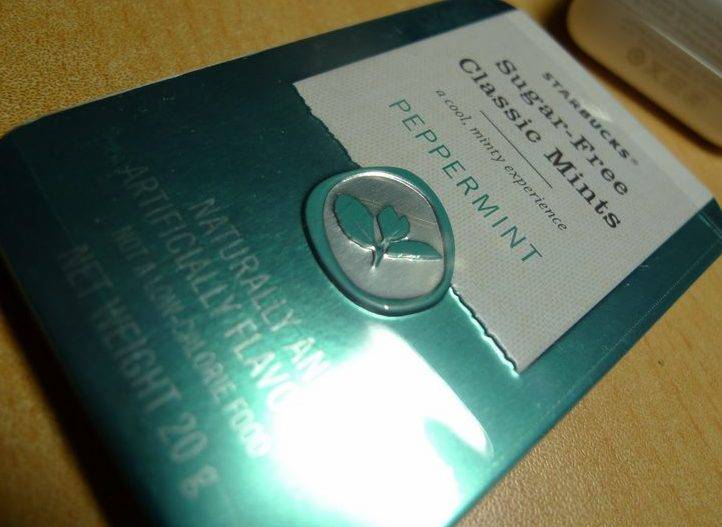 STARBUCKS
Sugar-Free
Classic Mints
a cool, minty experience
PEPPERMINT
NATURALLY AN
ARTIFICIALLY FLAVO
NOT A LOW-CALORIE FOOD
NET WEIGHT 20 g